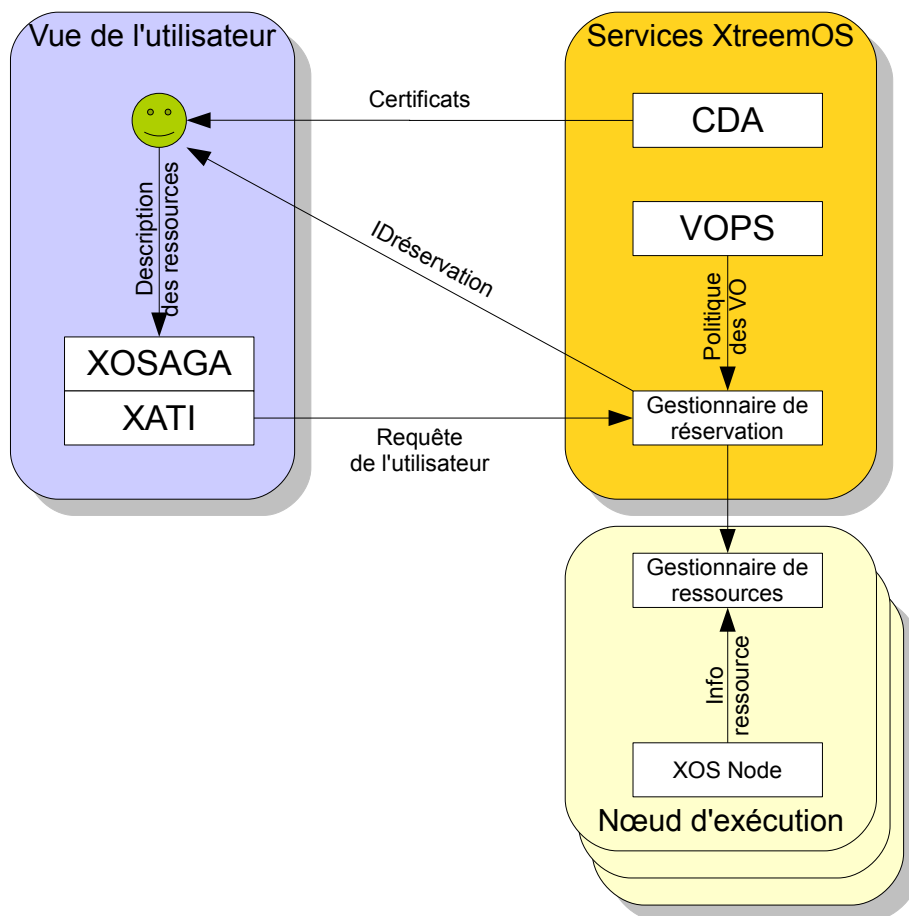 Vue de l'utilisateur
Services XtreemOS
Certificats
CDA
Description
des ressources
IDréservation
VOPS
Politique
des VO
XOSAGA
XATI
Requête
de l'utilisateur
Gestionnaire de
réservation
Gestionnaire de
ressources
Info
ressource
XOS Node
Nœud d'exécution